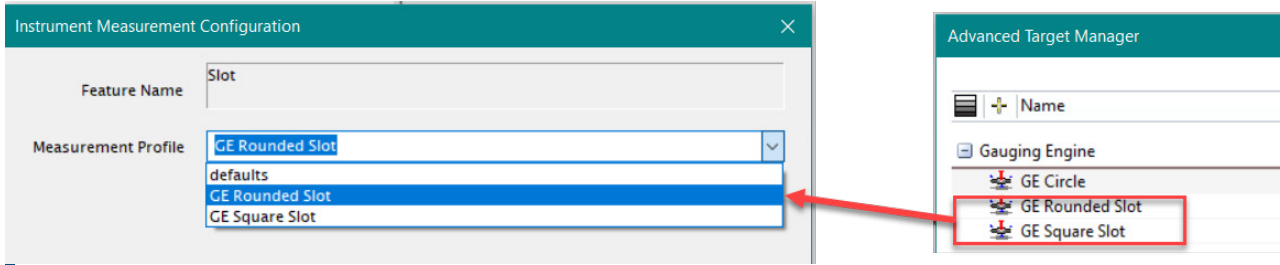 Instrument Measurement Configuration
Feature Name
Slot
Measurement Profile
GE Rounded Slot
defaults
GE Rounded Slot
GE Square Slot
Advanced Target Manager
Name
Gauging Engine
GE Circle
GE Rounded Slot
GE Square Slot